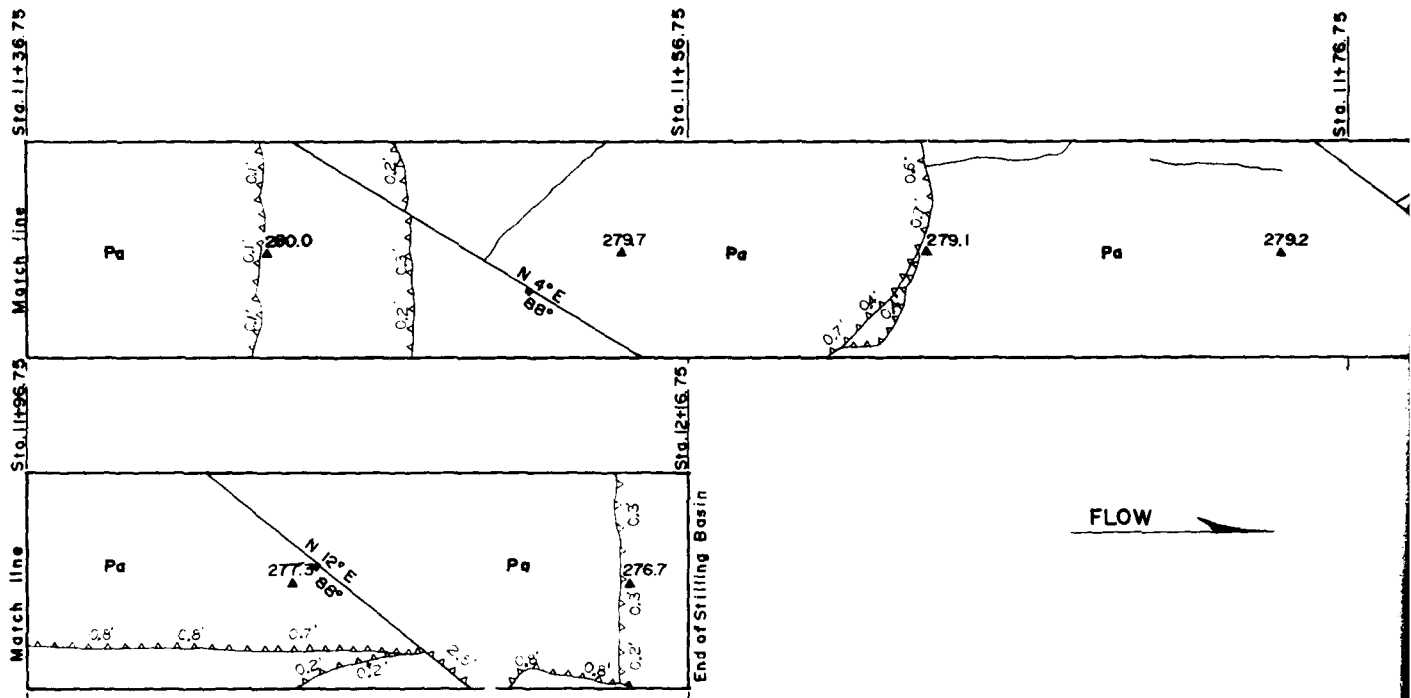 Sta. 11+36.75
Sta. 11+56.75
Sta. 11+76.75
Match line
Pa
0.1'
0.1'
0.1'
280.0
0.2'
0.2'
N 4° E
88°
279.7
Pa
0.6'
0.7'
279.1
0.4'
0.7'
Pa
279.2
Sta. 11+96.75
Sta. 12+16.75
Match line
Pa
277.3
N 12° E
88°
Pa
0.3'
276.7
0.3'
0.2'
End of Stilling Basin
0.8'
0.8'
0.7'
0.2'
0.2'
0.8'
0.8'
FLOW